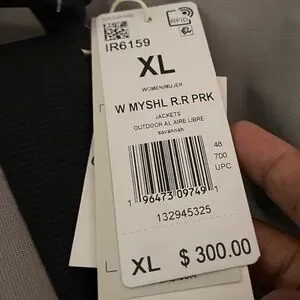 RFID
IR6159
XL
WOMEN/MUJER
W MYSHL R.R PRK
JACKETS
OUTDOOR AL AIRE LIBRE
savannah
48
700
UPC
1 96473 09749 1
132945325
XL $ 300.00